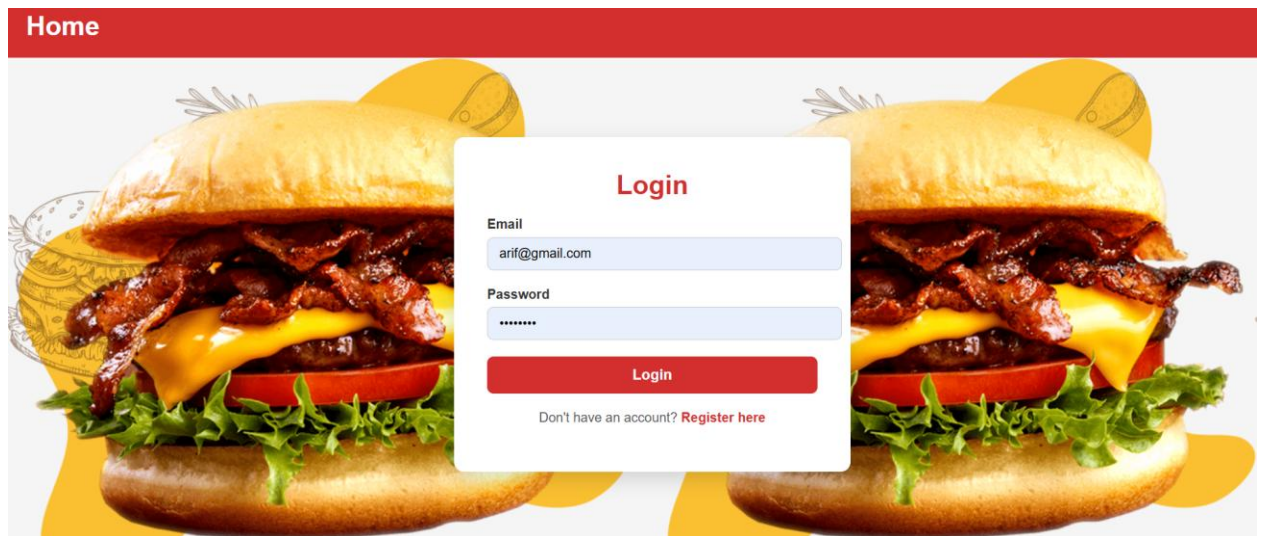 Home
Login
Email
arif@gmail.com
Password
••••••••
Login
Don't have an account? Register here